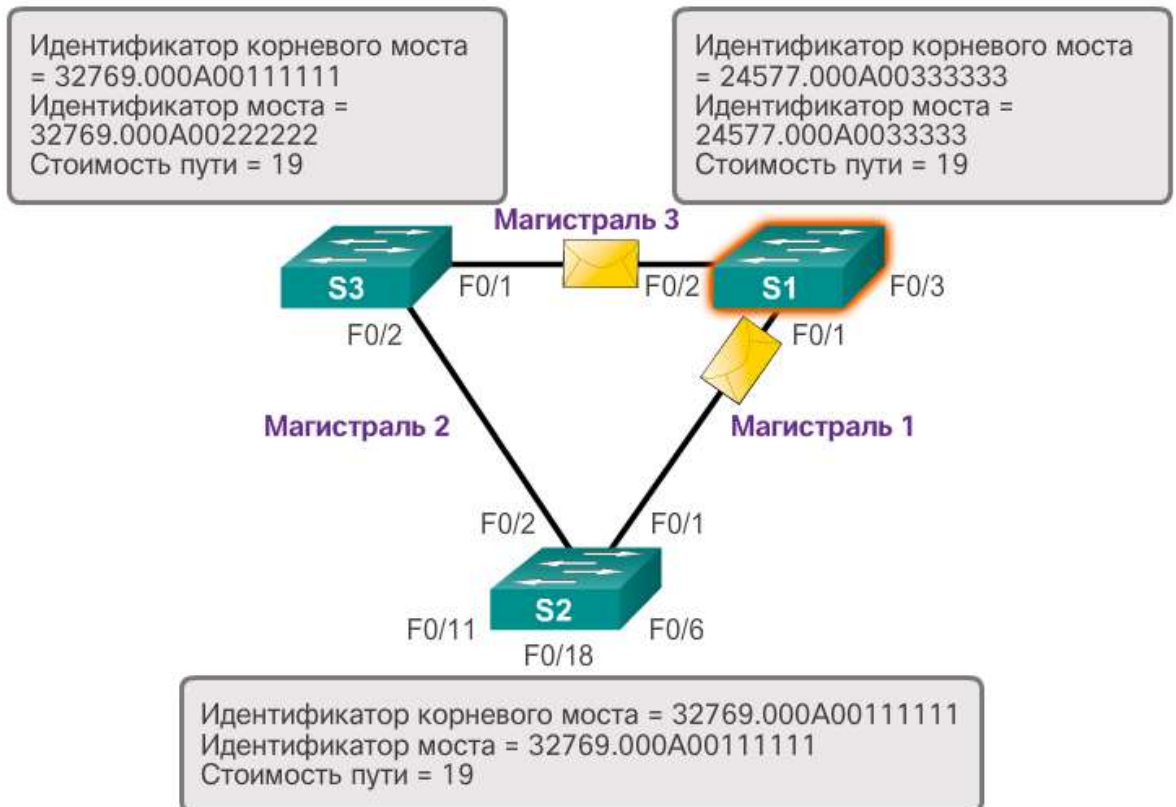 Идентификатор корневого моста
= 32769.000A00111111
Идентификатор моста =
32769.000A00222222
Стоимость пути = 19
Идентификатор корневого моста
= 24577.000A00333333
Идентификатор моста =
24577.000A0033333
Стоимость пути = 19
Магистраль 3
S3
F0/1
F0/2
S1
F0/3
F0/2
F0/1
Магистраль 2
Магистраль 1
F0/2
F0/1
S2
F0/11
F0/6
F0/18
Идентификатор корневого моста = 32769.000A00111111
Идентификатор моста = 32769.000A00111111
Стоимость пути = 19